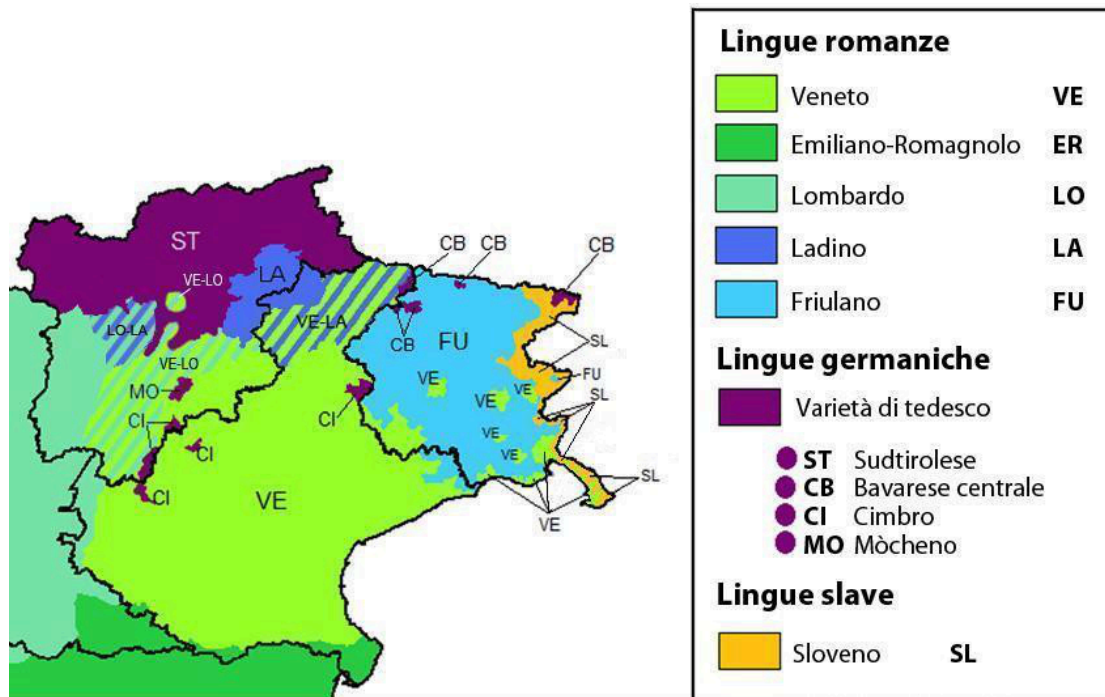 Lingue romanze
Veneto VE
Emiliano-Romagnolo ER
Lombardo LO
Ladino LA
Friulano FU
Lingue germaniche
Varietà di tedesco
ST Sudtirolese
CB Bavarese centrale
CI Cimbro
MO Mòcheno
Lingue slave
Sloveno SL
CB CB CB
ST
LA
VE-LO
LO-LA
VE-LA
CB
FU
SL
VE-LO
MO
VE
VE
FU
VE
SL
CI
CI
CI
VE
VE
SL
CI
VE
VE